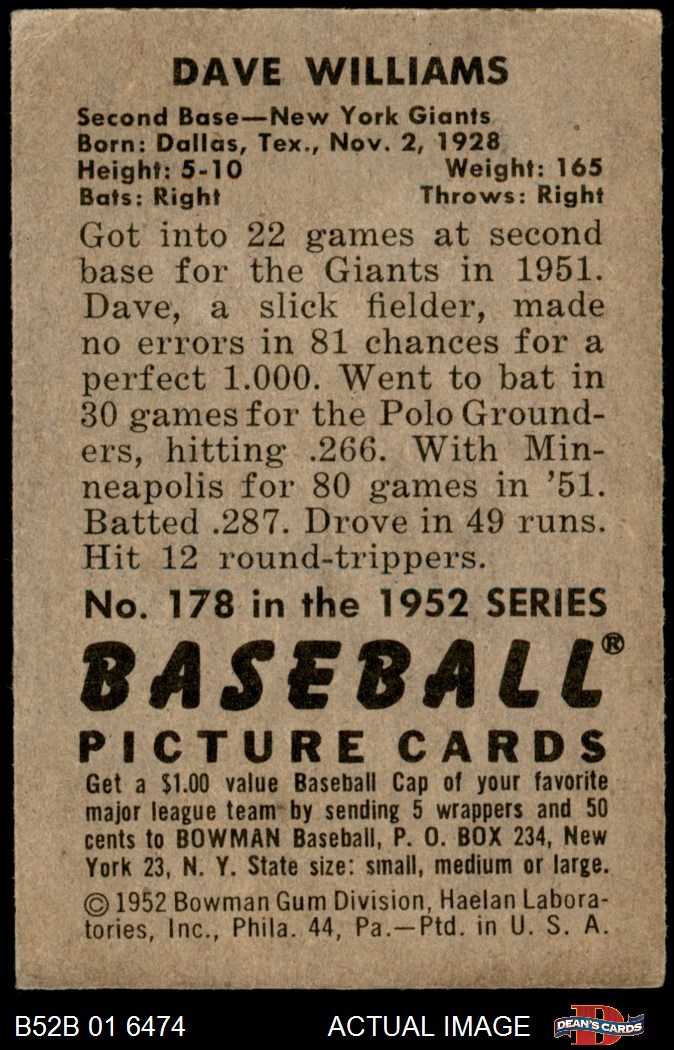 DAVE WILLIAMS
Second Base—New York Giants
Born: Dallas, Tex., Nov. 2, 1928
Height: 5-10 Weight: 165
Bats: Right Throws: Right
Got into 22 games at second
base for the Giants in 1951.
Dave, a slick fielder, made
no errors in 81 chances for a
perfect 1.000. Went to bat in
30 games for the Polo Ground-
ers, hitting .266. With Min-
neapolis for 80 games in '51.
Batted .287. Drove in 49 runs.
Hit 12 round-trippers.
No. 178 in the 1952 SERIES
BASEBALL®
PICTURE CARDS
Get a $1.00 value Baseball Cap of your favorite
major league team by sending 5 wrappers and 50
cents to BOWMAN Baseball, P. O. BOX 234, New
York 23, N. Y. State size: small, medium or large.
© 1952 Bowman Gum Division, Haelan Labora-
tories, Inc., Phila. 44, Pa.—Ptd. in U. S. A.
B52B 01 6474 ACTUAL IMAGE D DEAN'S CARDS